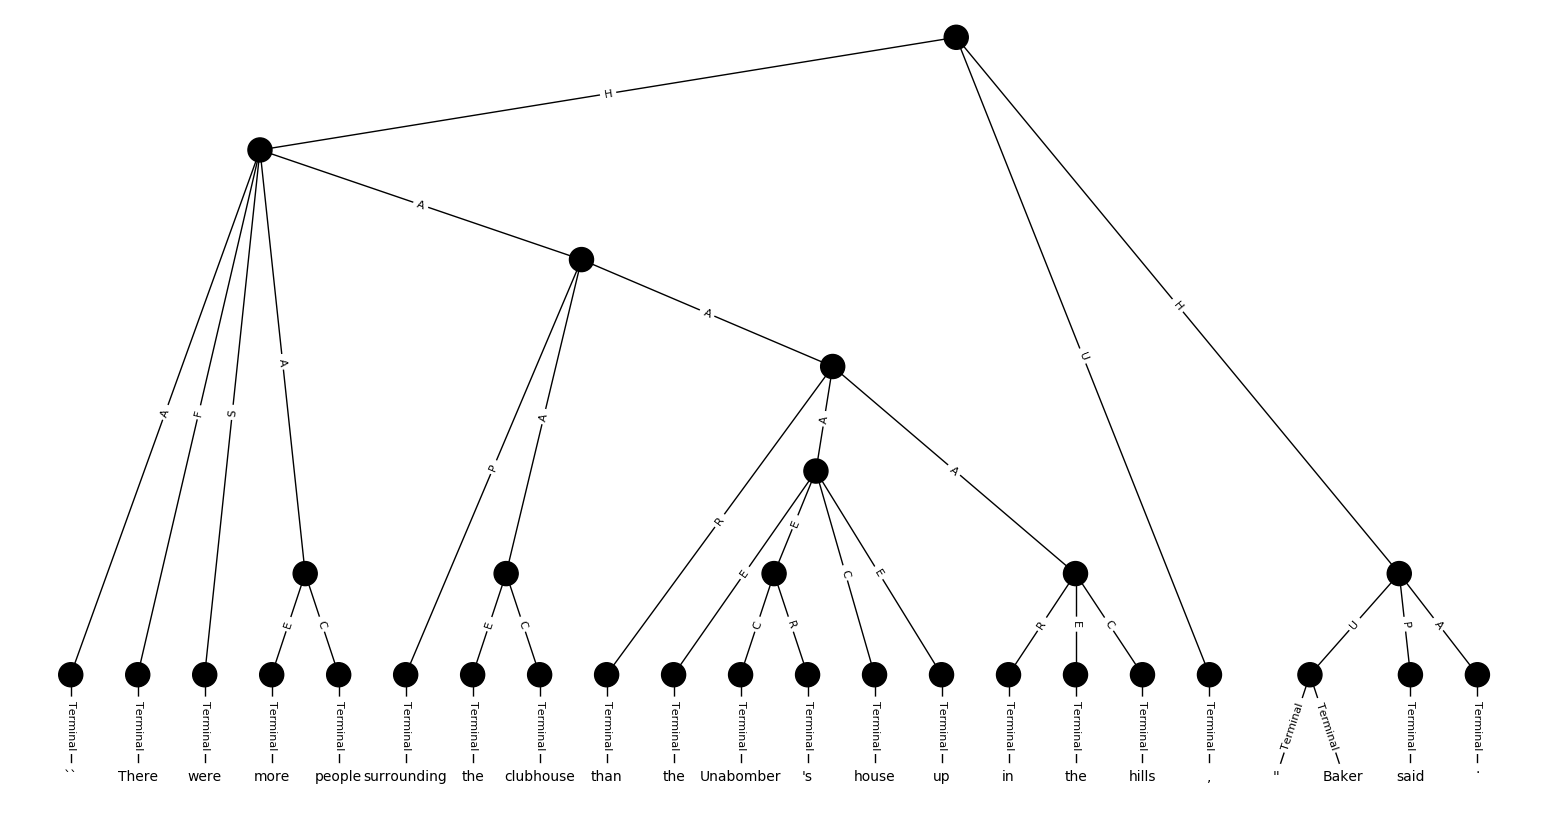 H
A
A
A
F
S
A
P
A
R
A
A
U
H
E
C
E
C
E
E
C
E
C
R
R
E
C
U
P
A
Terminal Terminal Terminal Terminal Terminal Terminal Terminal Terminal Terminal Terminal Terminal Terminal Terminal Terminal Terminal Terminal Terminal Terminal Terminal Terminal Terminal Terminal
`` There were more people surrounding the clubhouse than the Unabomber 's house up in the hills , " Baker said .